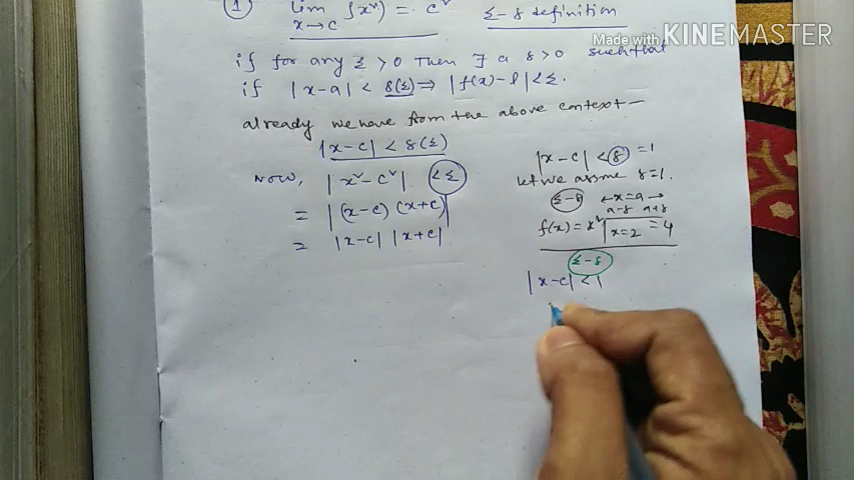 Made with KINEMASTER
① lim {x²} = c² ε-δ definition
x→c
if for any ε > 0 Then ∃ a δ > 0 such that
if |x-a| < δ(ε) ⇒ |f(x)-l| < ε.
already we have from the above context—
|x-c| < δ(ε)
Now, |x²-c²| < ε
= |(x-c) (x+c)|
= |x-c| |x+c|
|x-c| < δ = 1
let we assume δ=1.
ε-δ ←x=a→
a-δ a+δ
f(x) = x² | x=2 = 4
ε-δ
|x-c| < 1